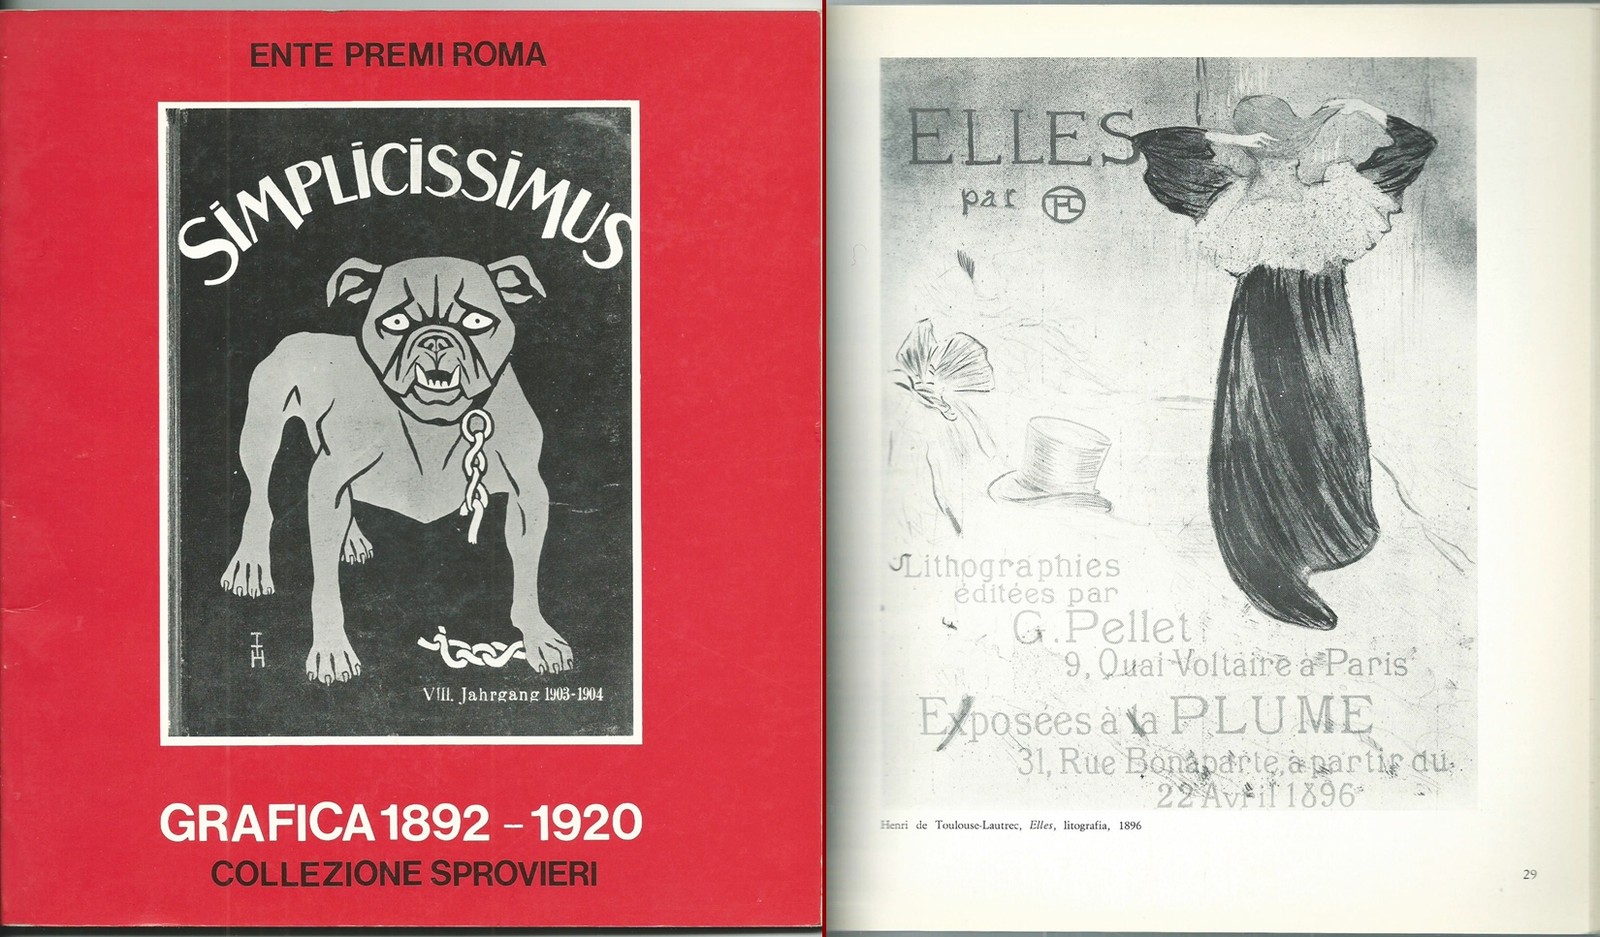 ENTE PREMI ROMA
SIMPLICISSIMUS
TTH
VIII. Jahrgang 1903-1904
GRAFICA 1892 - 1920
COLLEZIONE SPROVIERI
ELLES
par HTL
Lithographies
éditées par
G. Pellet
9, Quai Voltaire à Paris
Exposées à la PLUME
31, Rue Bonaparte, à partir du
22 Avril 1896
Henri de Toulouse-Lautrec, Elles, litografia, 1896
29